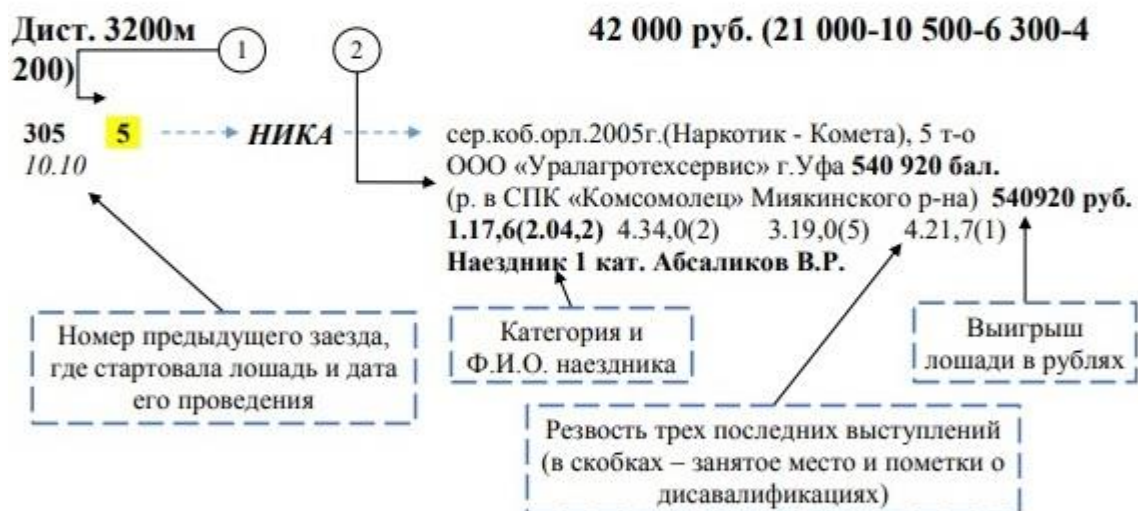 Дист. 3200м
200)
1
2
42 000 руб. (21 000-10 500-6 300-4
305 5 НИКА сер.коб.орл.2005г.(Наркотик - Комета), 5 т-о
10.10 ООО «Уралагротехсервис» г.Уфа 540 920 бал.
(р. в СПК «Комсомолец» Миякинского р-на) 540920 руб.
1.17,6(2.04,2) 4.34,0(2) 3.19,0(5) 4.21,7(1)
Наездник 1 кат. Абсаликов В.Р.
Номер предыдущего заезда,
где стартовала лошадь и дата
его проведения
Категория и
Ф.И.О. наездника
Выигрыш
лошади в рублях
Резвость трех последних выступлений
(в скобках – занятое место и пометки о
дисавалификациях)